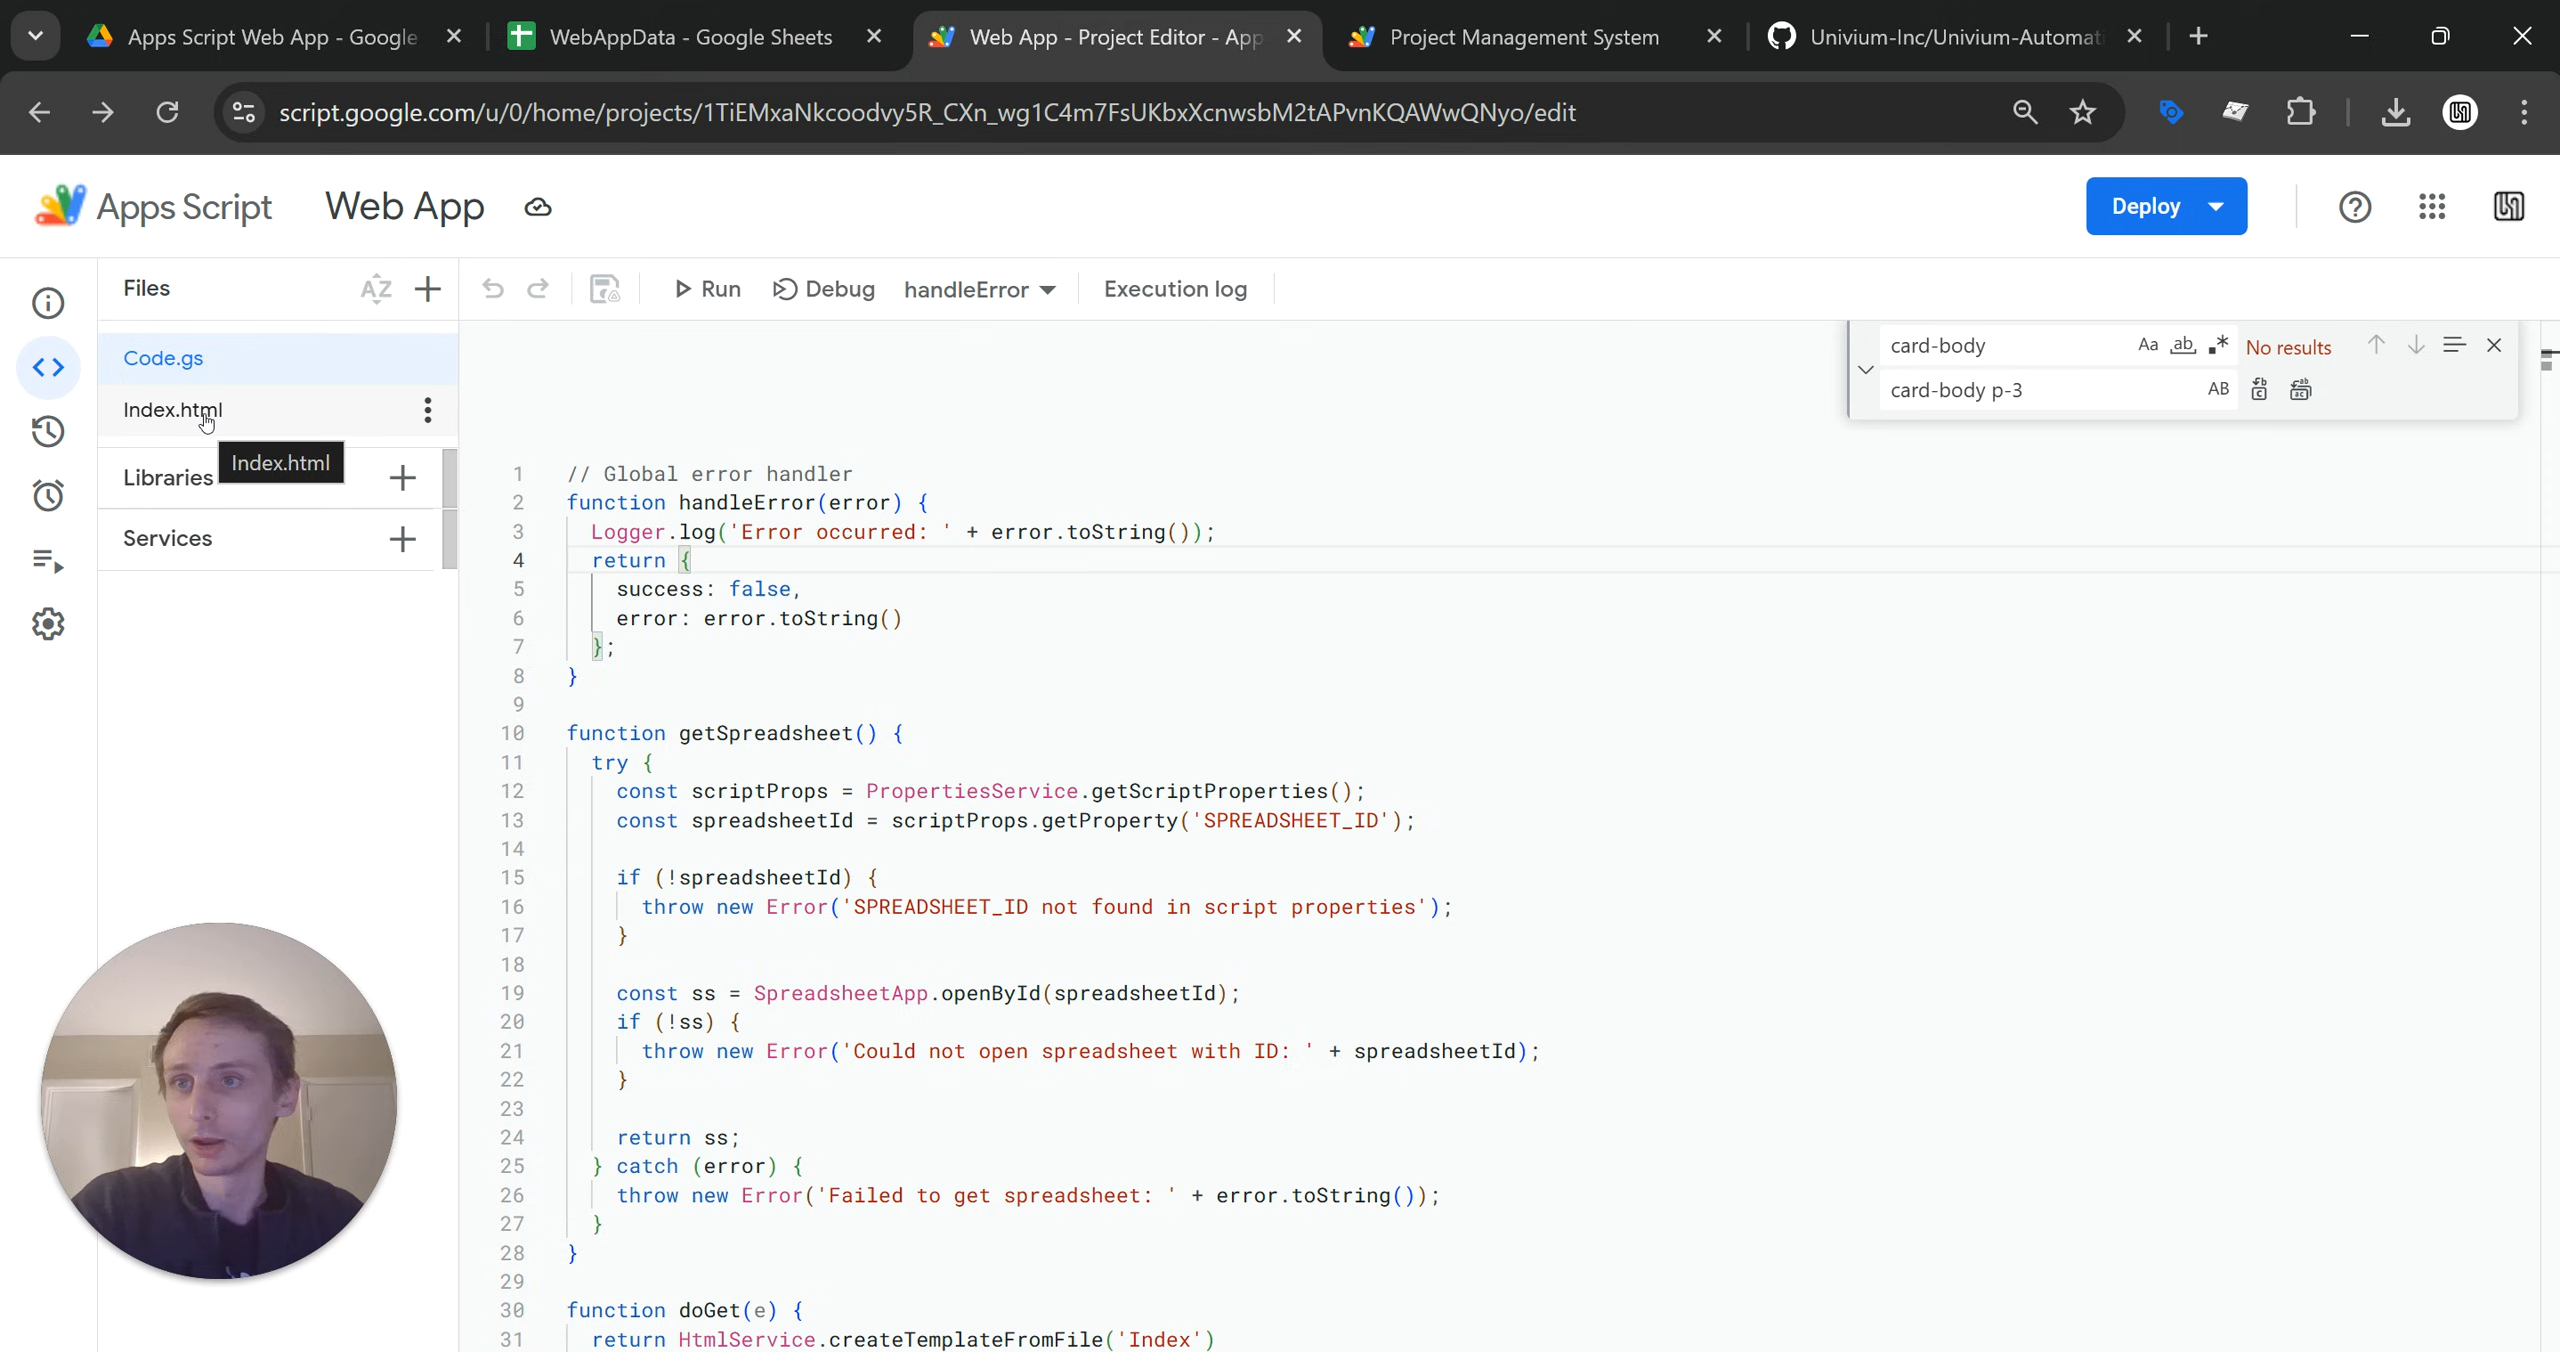 Apps Script Web App - Google
WebAppData - Google Sheets
Web App - Project Editor - App
Project Management System
Univium-Inc/Univium-Automati
script.google.com/u/0/home/projects/1TiEMxaNkcoodvy5R_CXn_wg1C4m7FsUKbxXcnwsbM2tAPvnKQAWwQNyo/edit
Apps Script
Web App
Deploy
Files
AZ
Run
Debug
handleError
Execution log
Code.gs
Index.html
Index.html
Libraries
Services
card-body
Aa
ab
No results
card-body p-3
AB
1 // Global error handler
2 function handleError(error) {
3 Logger.log('Error occurred: ' + error.toString());
4 return {
5 success: false,
6 error: error.toString()
7 };
8 }
9
10 function getSpreadsheet() {
11 try {
12 const scriptProps = PropertiesService.getScriptProperties();
13 const spreadsheetId = scriptProps.getProperty('SPREADSHEET_ID');
14
15 if (!spreadsheetId) {
16 throw new Error('SPREADSHEET_ID not found in script properties');
17 }
18
19 const ss = SpreadsheetApp.openById(spreadsheetId);
20 if (!ss) {
21 throw new Error('Could not open spreadsheet with ID: ' + spreadsheetId);
22 }
23
24 return ss;
25 } catch (error) {
26 throw new Error('Failed to get spreadsheet: ' + error.toString());
27 }
28 }
29
30 function doGet(e) {
31 return HtmlService.createTemplateFromFile('Index')